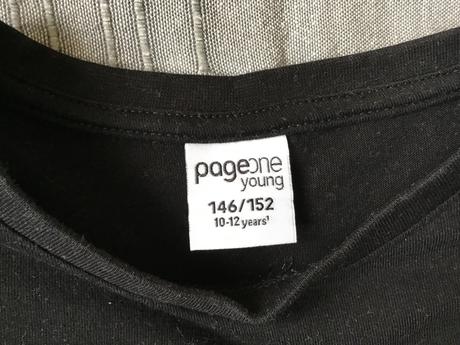 pageone
young
146/152
10-12 years¹